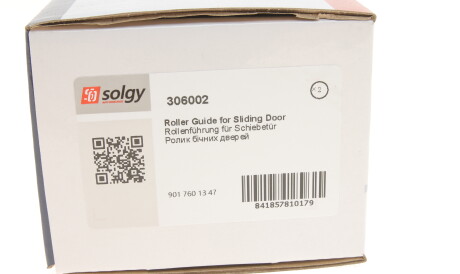 solgy
306002
Roller Guide for Sliding Door
Rollenführung für Schiebetür
Ролик бічних дверей
901 760 13 47
841857810179